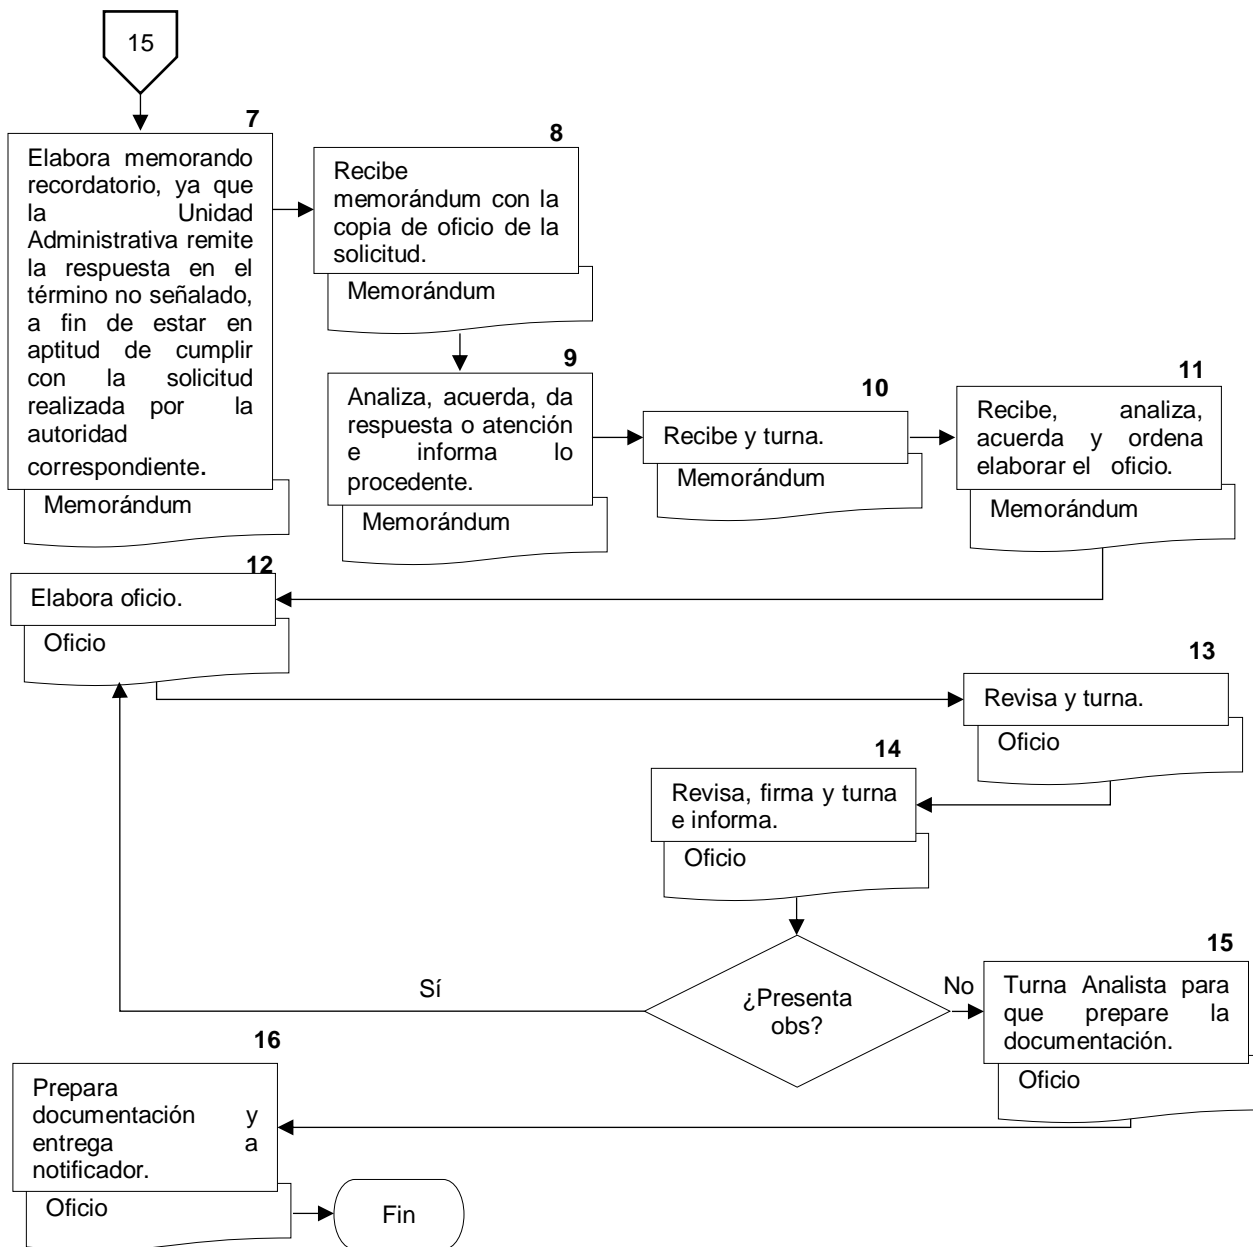 15
7
Elabora memorando
recordatorio, ya que
la Unidad
Administrativa remite
la respuesta en el
término no señalado,
a fin de estar en
aptitud de cumplir
con la solicitud
realizada por la
autoridad
correspondiente.
Memorándum
8
Recibe
memorándum con la
copia de oficio de la
solicitud.
Memorándum
9
Analiza, acuerda, da
respuesta o atención
e informa lo
procedente.
Memorándum
10
Recibe y turna.
Memorándum
11
Recibe, analiza,
acuerda y ordena
elaborar el oficio.
Memorándum
12
Elabora oficio.
Oficio
13
Revisa y turna.
Oficio
14
Revisa, firma y turna
e informa.
Oficio
¿Presenta
obs?
Sí
No
15
Turna Analista para
que prepare la
documentación.
Oficio
16
Prepara
documentación y
entrega a
notificador.
Oficio
Fin